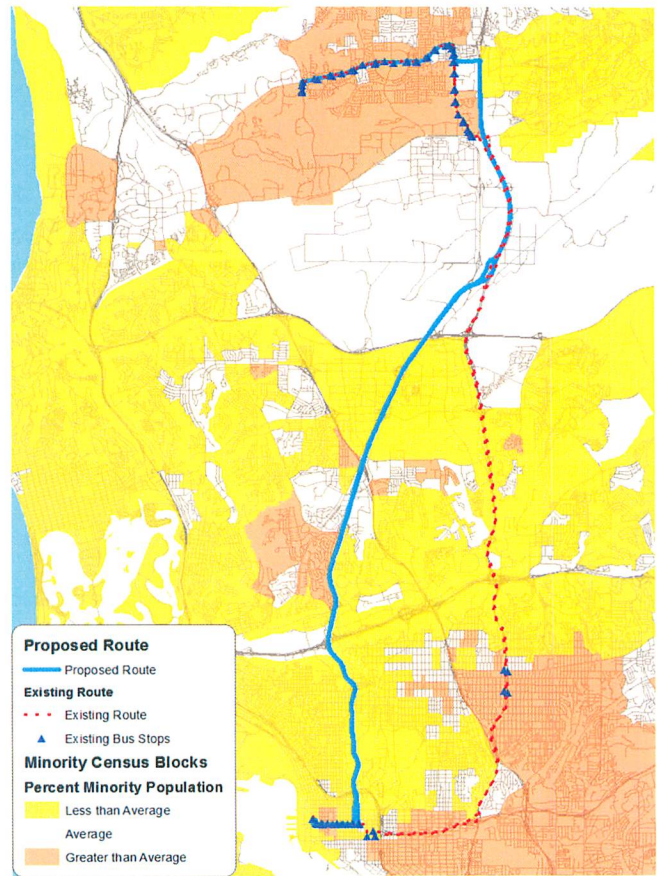 Proposed Route
Proposed Route
Existing Route
Existing Route
Existing Bus Stops
Minority Census Blocks
Percent Minority Population
Less than Average
Average
Greater than Average